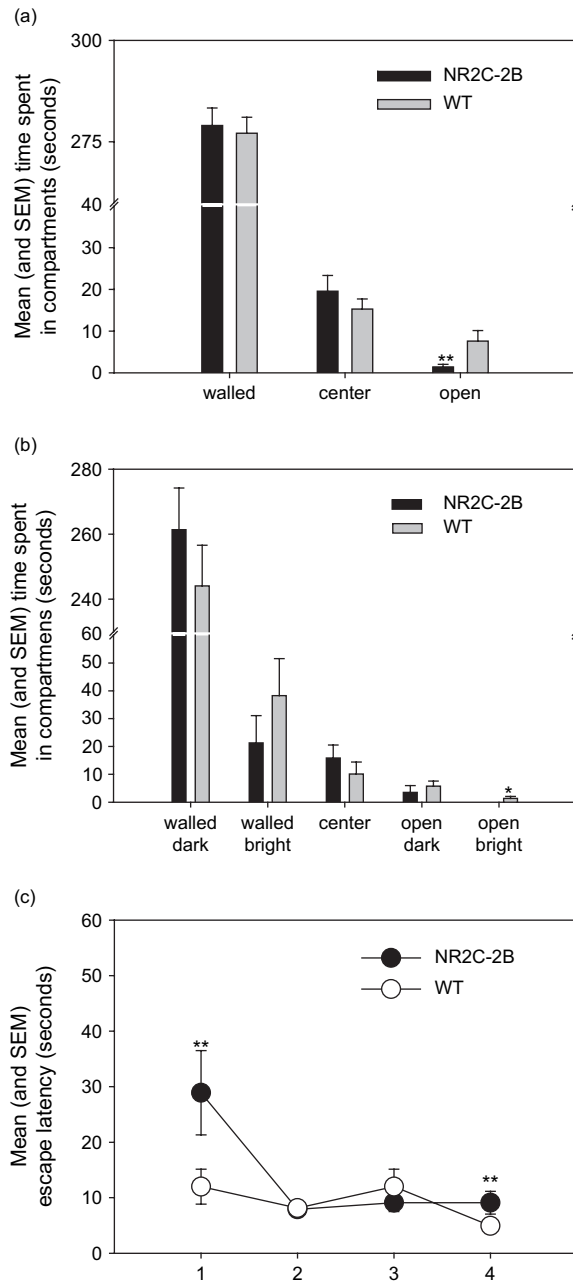 (a)
Mean (and SEM) time spent
in compartments (seconds)
300
275
40
30
20
10
0
NR2C-2B
WT
**
walled
center
open
(b)
Mean (and SEM) time spent
in compartmens (seconds)
280
260
240
60
50
40
30
20
10
0
NR2C-2B
WT
*
walled
dark
walled
bright
center
open
dark
open
bright
(c)
Mean (and SEM)
escape latency (seconds)
60
50
40
30
20
10
0
NR2C-2B
WT
**
**
1
2
3
4